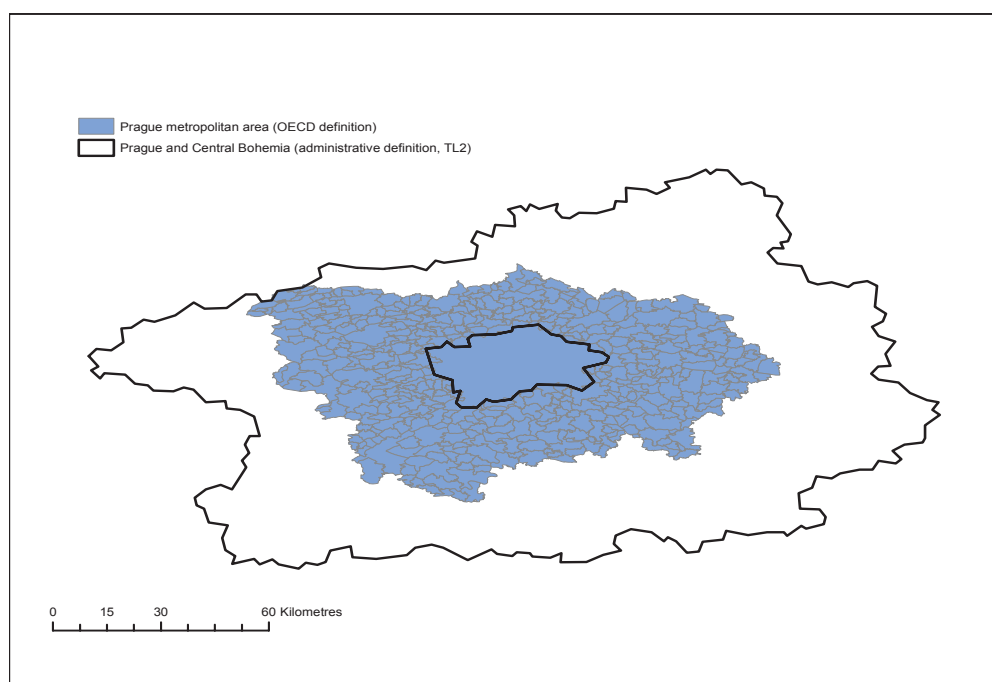 Prague metropolitan area (OECD definition)
Prague and Central Bohemia (administrative definition, TL2)
0 15 30 60 Kilometres